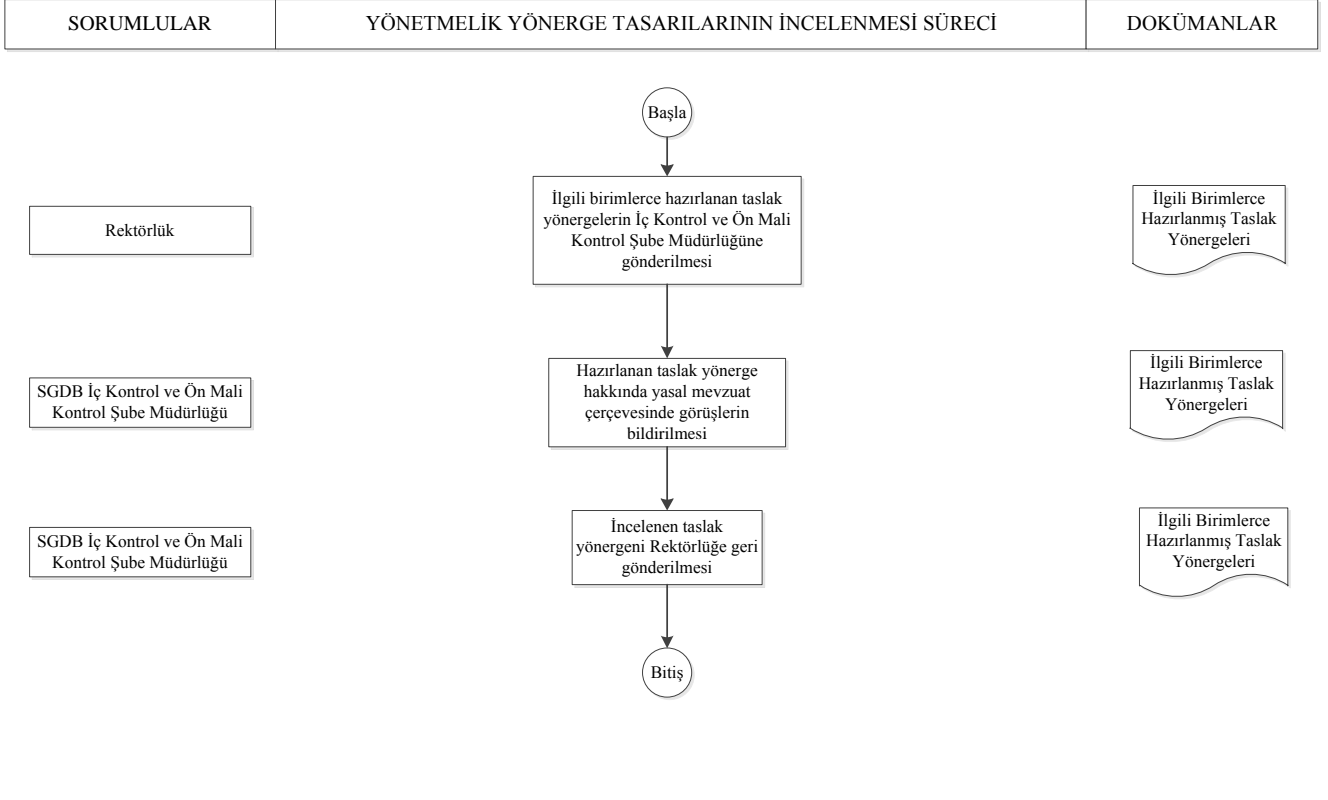 SORUMLULAR
YÖNETMELİK YÖNERGE TASARILARININ İNCELENMESİ SÜRECİ
DOKÜMANLAR
Başla
Rektörlük
İlgili birimlerce hazırlanan taslak
yönergelerin İç Kontrol ve Ön Mali
Kontrol Şube Müdürlüğüne
gönderilmesi
İlgili Birimlerce
Hazırlanmış Taslak
Yönergeleri
SGDB İç Kontrol ve Ön Mali
Kontrol Şube Müdürlüğü
Hazırlanan taslak yönerge
hakkında yasal mevzuat
çerçevesinde görüşlerin
bildirilmesi
İlgili Birimlerce
Hazırlanmış Taslak
Yönergeleri
SGDB İç Kontrol ve Ön Mali
Kontrol Şube Müdürlüğü
İncelenen taslak
yönergeni Rektörlüğe geri
gönderilmesi
İlgili Birimlerce
Hazırlanmış Taslak
Yönergeleri
Bitiş